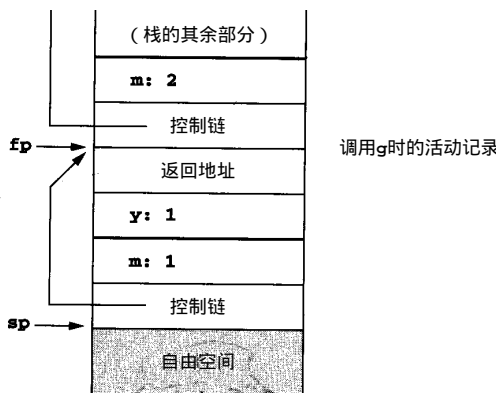 (栈的其余部分)
m: 2
控制链
fp
调用g时的活动记录
返回地址
y: 1
m: 1
控制链
sp
自由空间